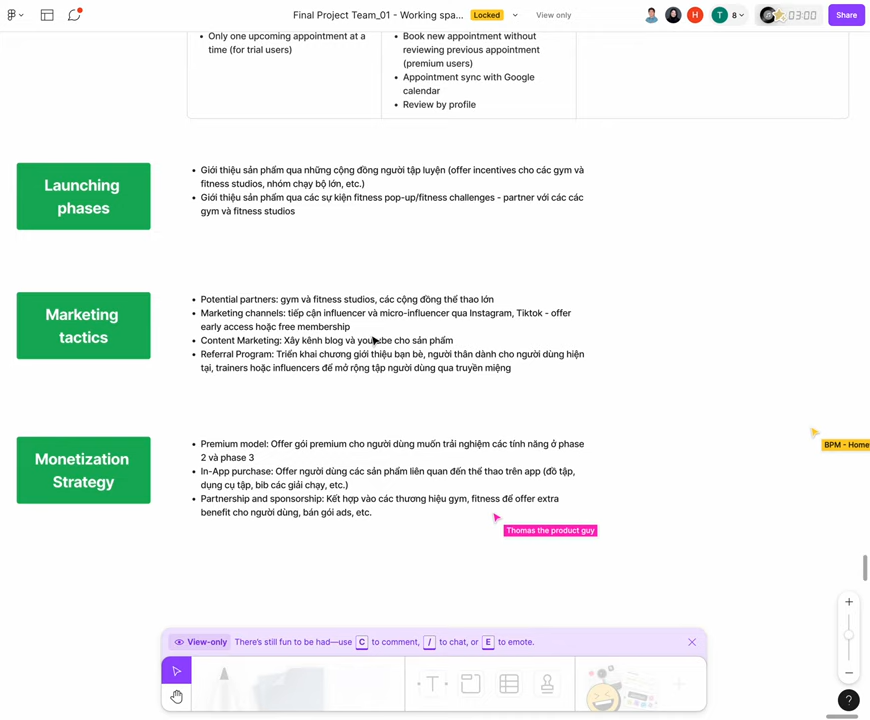 Final Project Team_01 - Working spa...
Locked
View only
H
T
8
03:00
Share
• Only one upcoming appointment at a
time (for trial users)
• Book new appointment without
reviewing previous appointment
(premium users)
• Appointment sync with Google
calendar
• Review by profile
Launching
phases
• Giới thiệu sản phẩm qua những cộng đồng người tập luyện (offer incentives cho các gym và
fitness studios, nhóm chạy bộ lớn, etc.)
• Giới thiệu sản phẩm qua các sự kiện fitness pop-up/fitness challenges - partner với các các
gym và fitness studios
Marketing
tactics
• Potential partners: gym và fitness studios, các cộng đồng thể thao lớn
• Marketing channels: tiếp cận influencer và micro-influencer qua Instagram, Tiktok - offer
early access hoặc free membership
• Content Marketing: Xây kênh blog và youtube cho sản phẩm
• Referral Program: Triển khai chương giới thiệu bạn bè, người thân dành cho người dùng hiện
tại, trainers hoặc influencers để mở rộng tập người dùng qua truyền miệng
BPM - Home
Monetization
Strategy
• Premium model: Offer gói premium cho người dùng muốn trải nghiệm các tính năng ở phase
2 và phase 3
• In-App purchase: Offer người dùng các sản phẩm liên quan đến thể thao trên app (đồ tập,
dụng cụ tập, bib các giải chạy, etc.)
• Partnership and sponsorship: Kết hợp vào các thương hiệu gym, fitness để offer extra
benefit cho người dùng, bán gói ads, etc.
Thomas the product guy
View-only There's still fun to be had—use C to comment, / to chat, or E to emote.
T
?